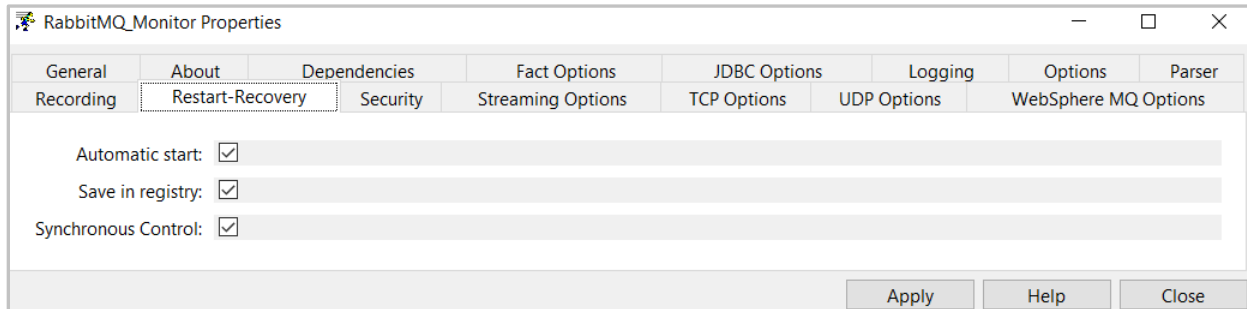 RabbitMQ_Monitor Properties
General About Dependencies Fact Options JDBC Options Logging Options Parser
Recording Restart-Recovery Security Streaming Options TCP Options UDP Options WebSphere MQ Options
Automatic start:
Save in registry:
Synchronous Control:
Apply Help Close